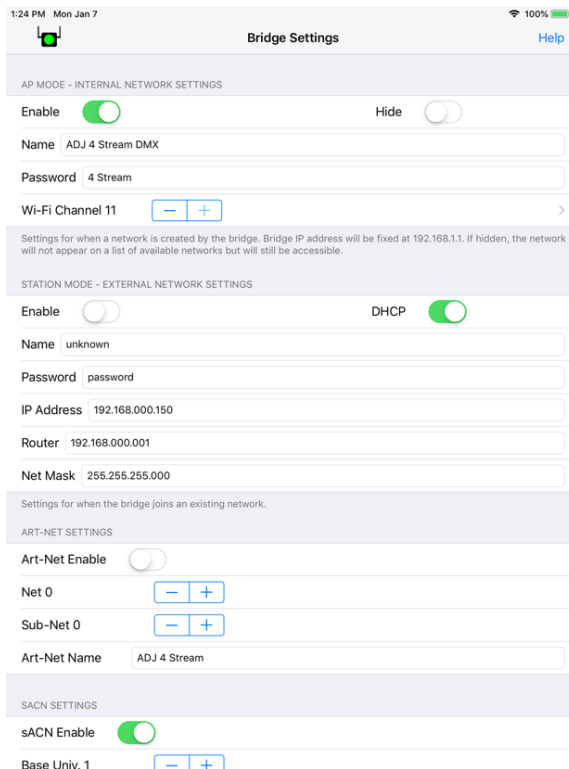 1:24 PM Mon Jan 7 100%
Bridge Settings Help
AP MODE - INTERNAL NETWORK SETTINGS
Enable Hide
Name ADJ 4 Stream DMX
Password 4 Stream
Wi-Fi Channel 11 − +
Settings for when a network is created by the bridge. Bridge IP address will be fixed at 192.168.1.1. If hidden, the network
will not appear on a list of available networks but will still be accessible.
STATION MODE - EXTERNAL NETWORK SETTINGS
Enable DHCP
Name unknown
Password password
IP Address 192.168.000.150
Router 192.168.000.001
Net Mask 255.255.255.000
Settings for when the bridge joins an existing network.
ART-NET SETTINGS
Art-Net Enable
Net 0 − +
Sub-Net 0 − +
Art-Net Name ADJ 4 Stream
SACN SETTINGS
sACN Enable
Base Univ. 1 − +